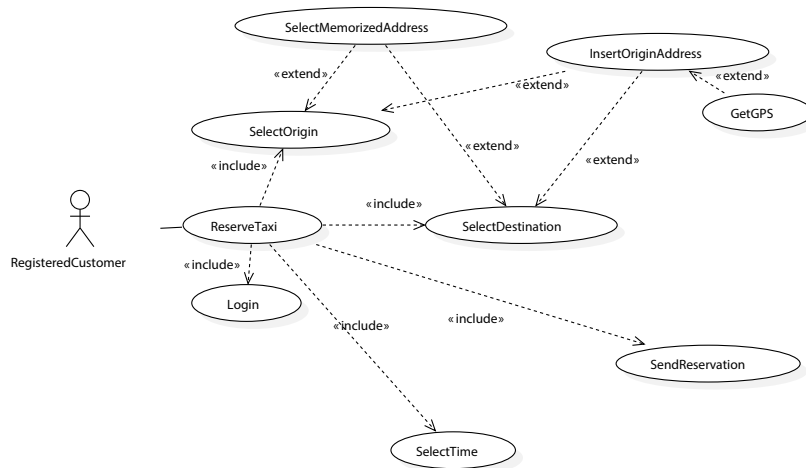 SelectMemorizedAddress
InsertOriginAddress
«extend»
«extend»
«extend»
GetGPS
SelectOrigin
«extend»
«extend»
«include»
«include»
ReserveTaxi
SelectDestination
RegisteredCustomer
«include»
Login
«include»
«include»
SendReservation
SelectTime